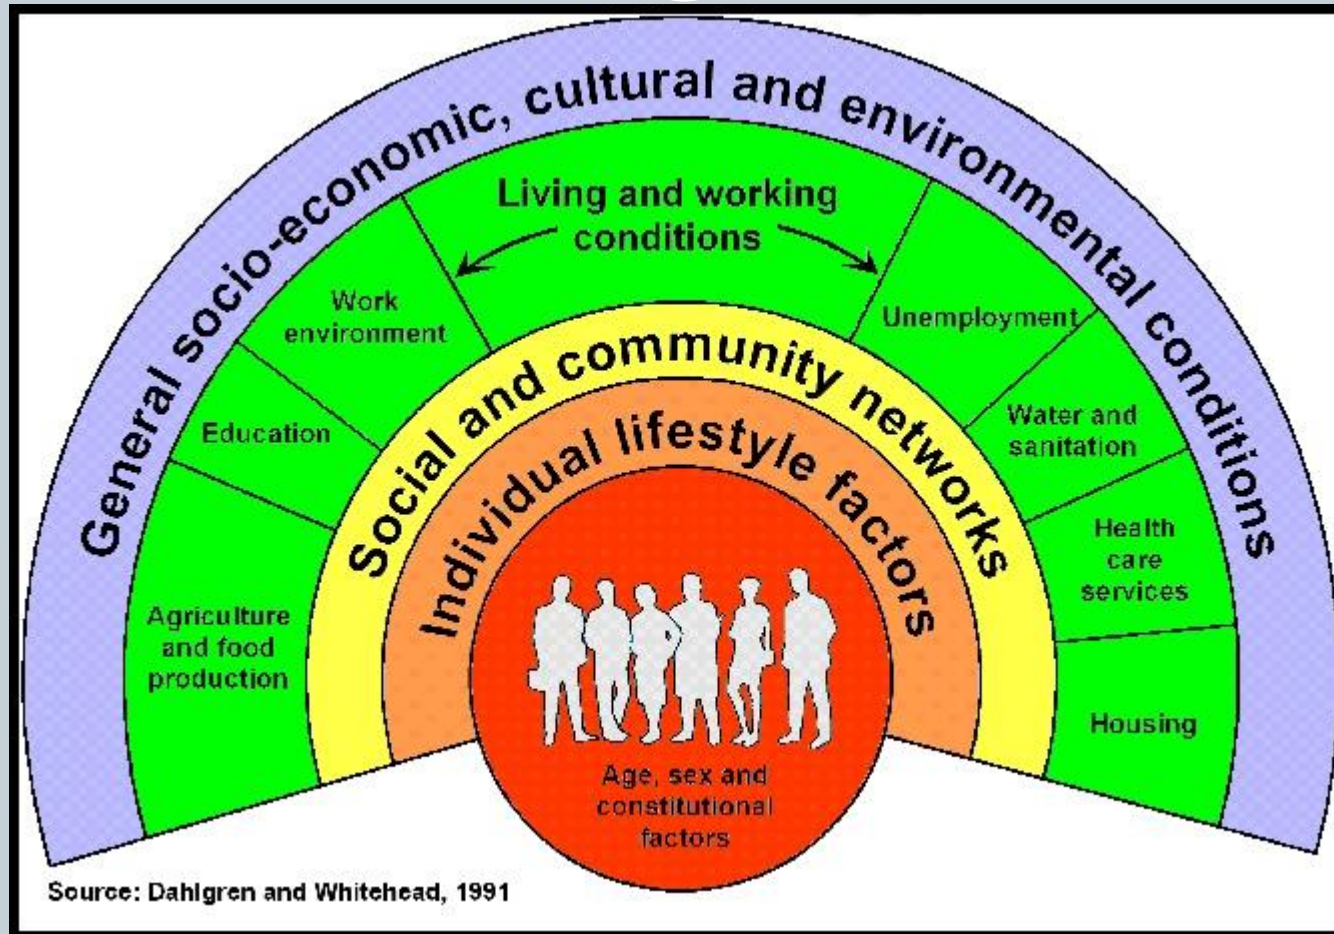 General socio-economic, cultural and environmental conditions
Living and working
conditions
Work
environment
Unemployment
Education
Water and
sanitation
Agriculture
and food
production
Health
care
services
Housing
Social and community networks
Individual lifestyle factors
Age, sex and
constitutional
factors
Source: Dahlgren and Whitehead, 1991